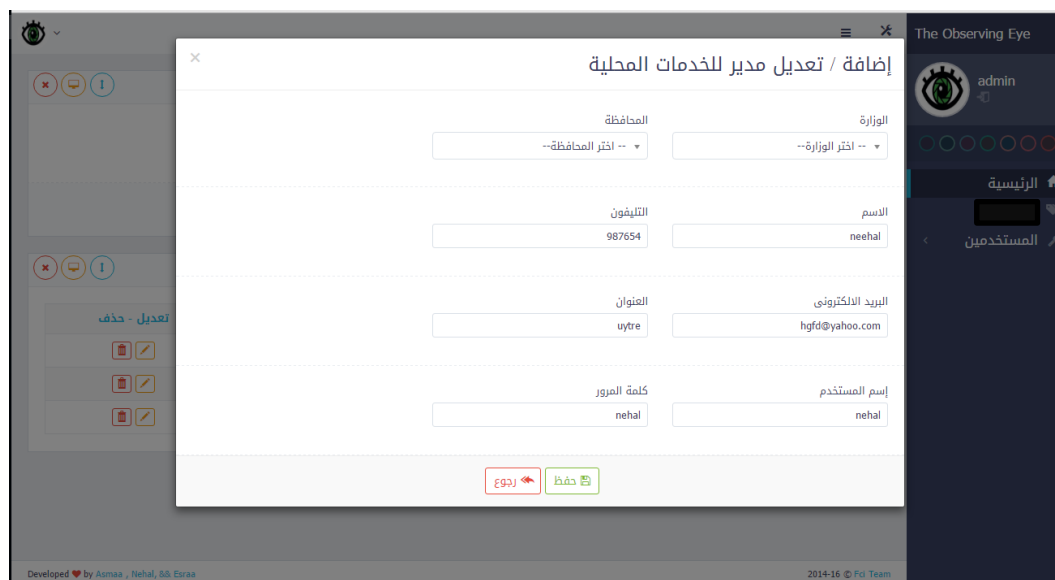 The Observing Eye
admin
الرئيسية
المستخدمين
إضافة / تعديل مدير للخدمات المحلية
×
الوزارة
المحافظة
-- اختر الوزارة--
-- اختر المحافظة--
الاسم
التليفون
neehal
987654
البريد الالكترونى
العنوان
hgfd@yahoo.com
uytre
إسم المستخدم
كلمة المرور
nehal
nehal
حفظ
رجوع
تعديل - حذف
Developed by Asmaa , Nehal, && Esraa
2014-16 © Fci Team